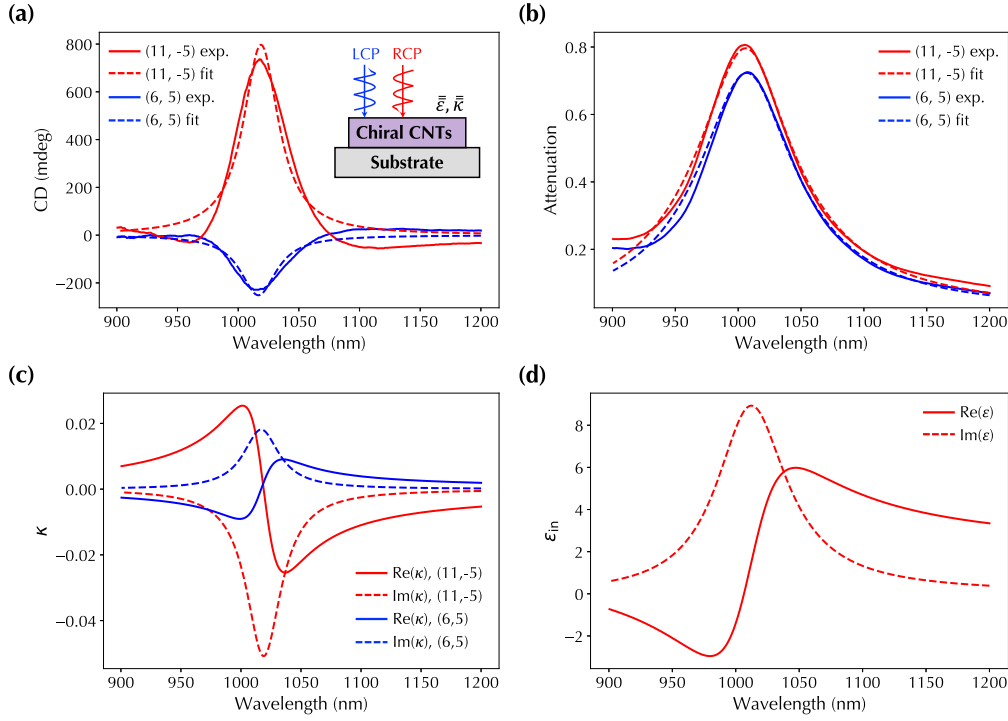 (a)
CD (mdeg)
800
600
400
200
0
−200
900
950
1000
1050
1100
1150
1200
Wavelength (nm)
(11, -5) exp.
(11, -5) fit
(6, 5) exp.
(6, 5) fit
LCP
RCP
ε̿, κ̿
Chiral CNTs
Substrate
(b)
Attenuation
0.8
0.6
0.4
0.2
900
950
1000
1050
1100
1150
1200
Wavelength (nm)
(11, -5) exp.
(11, -5) fit
(6, 5) exp.
(6, 5) fit
(c)
κ
0.02
0.00
−0.02
−0.04
900
950
1000
1050
1100
1150
1200
Wavelength (nm)
Re(κ), (11,-5)
Im(κ), (11,-5)
Re(κ), (6,5)
Im(κ), (6,5)
(d)
ε_in
8
6
4
2
0
−2
900
950
1000
1050
1100
1150
1200
Wavelength (nm)
Re(ε)
Im(ε)